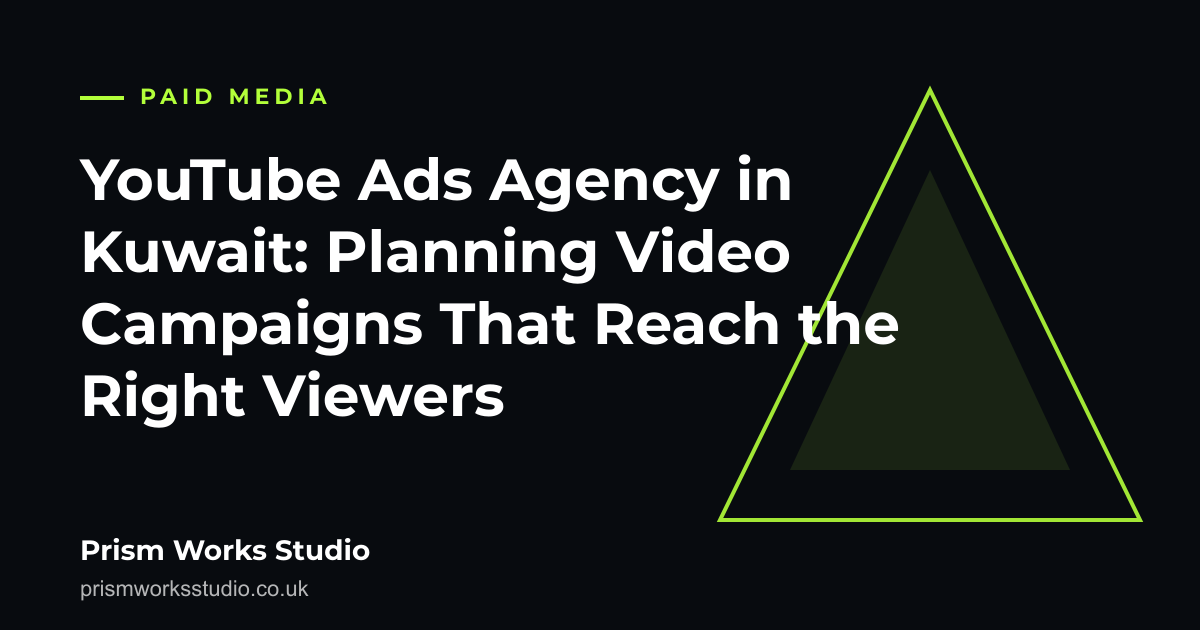 PAID MEDIA
YouTube Ads Agency in
Kuwait: Planning Video
Campaigns That Reach the
Right Viewers
Prism Works Studio
prismworksstudio.co.uk